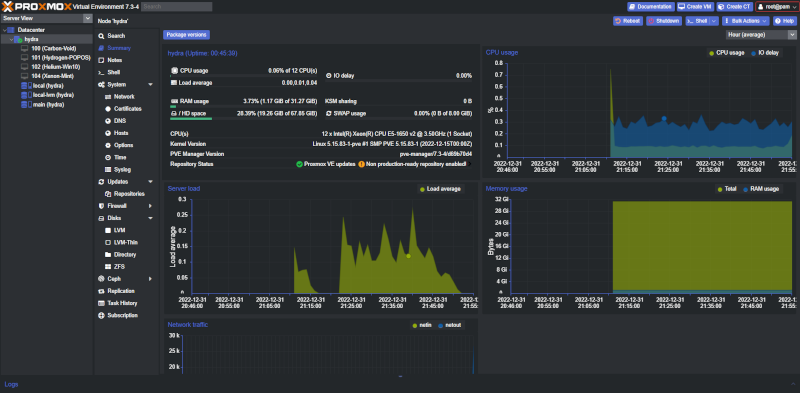 PROXMOX Virtual Environment 7.3-4 Search Documentation Create VM Create CT root@pam
Server View Node 'hydra' Reboot Shutdown Shell Bulk Actions Help
Datacenter
hydra
100 (Carbon-Void)
101 (Hydrogen-POPOS)
102 (Helium-Win10)
104 (Xenon-Mint)
local (hydra)
local-lvm (hydra)
main (hydra)
Search
Summary
Notes
Shell
System
Network
Certificates
DNS
Hosts
Options
Time
Syslog
Updates
Repositories
Firewall
Disks
LVM
LVM-Thin
Directory
ZFS
Ceph
Replication
Task History
Subscription
Package versions Hour (average)
hydra (Uptime: 00:45:39)
CPU usage 0.06% of 12 CPU(s) IO delay 0.00%
Load average 0.00,0.01,0.04
RAM usage 3.73% (1.17 GiB of 31.27 GiB) KSM sharing 0 B
/ HD space 28.39% (19.26 GiB of 67.85 GiB) SWAP usage 0.00% (0 B of 8.00 GiB)
CPU(s) 12 x Intel(R) Xeon(R) CPU E5-1650 v2 @ 3.50GHz (1 Socket)
Kernel Version Linux 5.15.83-1-pve #1 SMP PVE 5.15.83-1 (2022-12-15T00:00Z)
PVE Manager Version pve-manager/7.3-4/d69b70d4
Repository Status Proxmox VE updates Non production-ready repository enabled!
CPU usage
CPU usage IO delay
%
0.8
0.7
0.6
0.5
0.4
0.3
0.2
0.1
0
2022-12-31 2022-12-31 2022-12-31 2022-12-31 2022-12-31 2022-12-31 2022-12-31 2022-12-31
20:46:00 20:55:00 21:05:00 21:15:00 21:25:00 21:35:00 21:45:00 21:55:
Server load
Load average
Load average
0.3
0.25
0.2
0.15
0.1
0.05
0
2022-12-31 2022-12-31 2022-12-31 2022-12-31 2022-12-31 2022-12-31 2022-12-31 2022-12-31
20:46:00 20:55:00 21:05:00 21:15:00 21:25:00 21:35:00 21:45:00 21:55:
Memory usage
Total RAM usage
Bytes
32 Gi
28 Gi
24 Gi
20 Gi
16 Gi
12 Gi
8 Gi
4 Gi
0
2022-12-31 2022-12-31 2022-12-31 2022-12-31 2022-12-31 2022-12-31 2022-12-31 2022-12-31
20:46:00 20:55:00 21:05:00 21:15:00 21:25:00 21:35:00 21:45:00 21:55:
Network traffic
netin netout
30 k
25 k
20 k
Logs